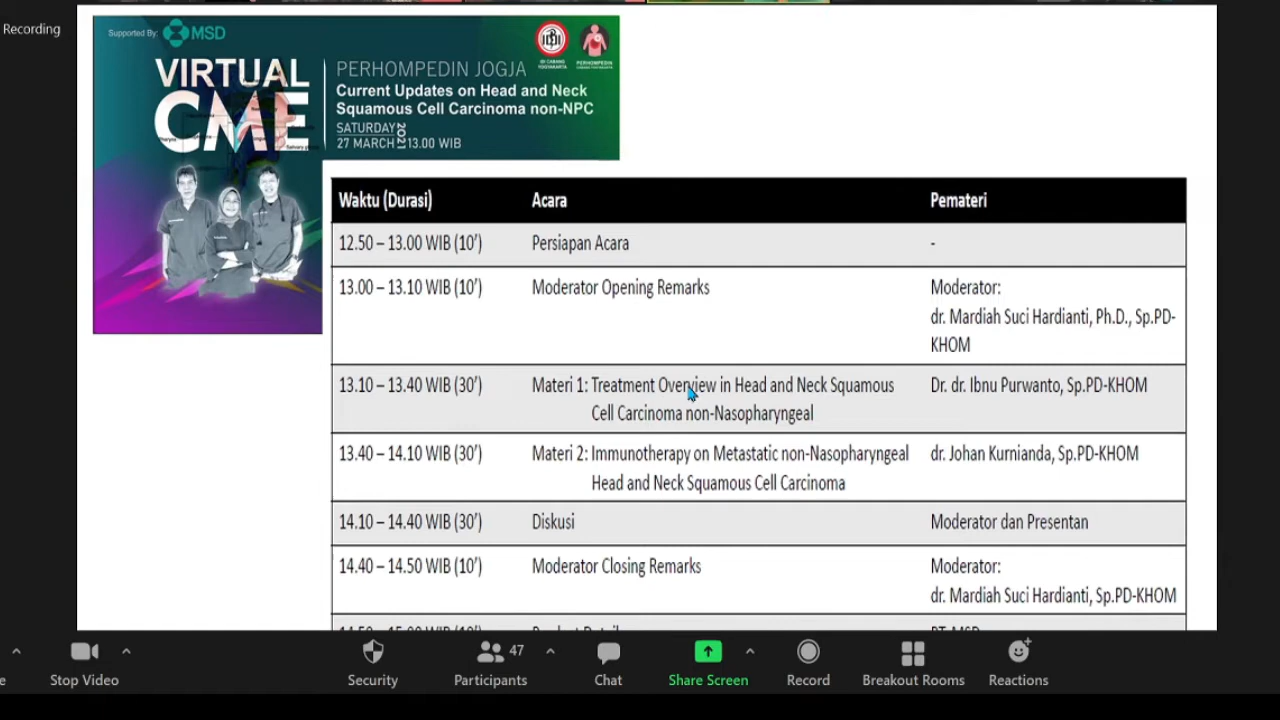 Recording
Supported By: MSD
VIRTUAL
CME
PERHOMPEDIN JOGJA
Current Updates on Head and Neck
Squamous Cell Carcinoma non-NPC
SATURDAY
27 MARCH 2021 13.00 WIB
Waktu (Durasi) Acara Pemateri
12.50 – 13.00 WIB (10’) Persiapan Acara -
13.00 – 13.10 WIB (10’) Moderator Opening Remarks Moderator:
dr. Mardiah Suci Hardianti, Ph.D., Sp.PD-
KHOM
13.10 – 13.40 WIB (30’) Materi 1: Treatment Overview in Head and Neck Squamous Dr. dr. Ibnu Purwanto, Sp.PD-KHOM
Cell Carcinoma non-Nasopharyngeal
13.40 – 14.10 WIB (30’) Materi 2: Immunotherapy on Metastatic non-Nasopharyngeal dr. Johan Kurnianda, Sp.PD-KHOM
Head and Neck Squamous Cell Carcinoma
14.10 – 14.40 WIB (30’) Diskusi Moderator dan Presentan
14.40 – 14.50 WIB (10’) Moderator Closing Remarks Moderator:
dr. Mardiah Suci Hardianti, Sp.PD-KHOM
Stop Video Security Participants 47 Chat Share Screen Record Breakout Rooms Reactions